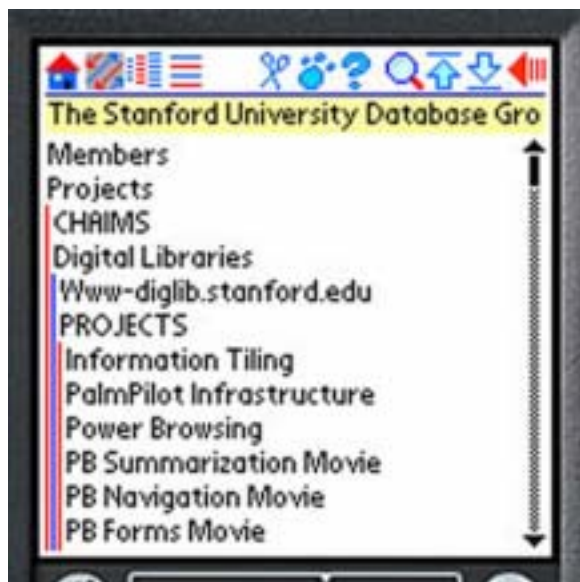 The Stanford University Database Gro
Members
Projects
CHAIMS
Digital Libraries
Www-diglib.stanford.edu
PROJECTS
Information Tiling
PalmPilot Infrastructure
Power Browsing
PB Summarization Movie
PB Navigation Movie
PB Forms Movie